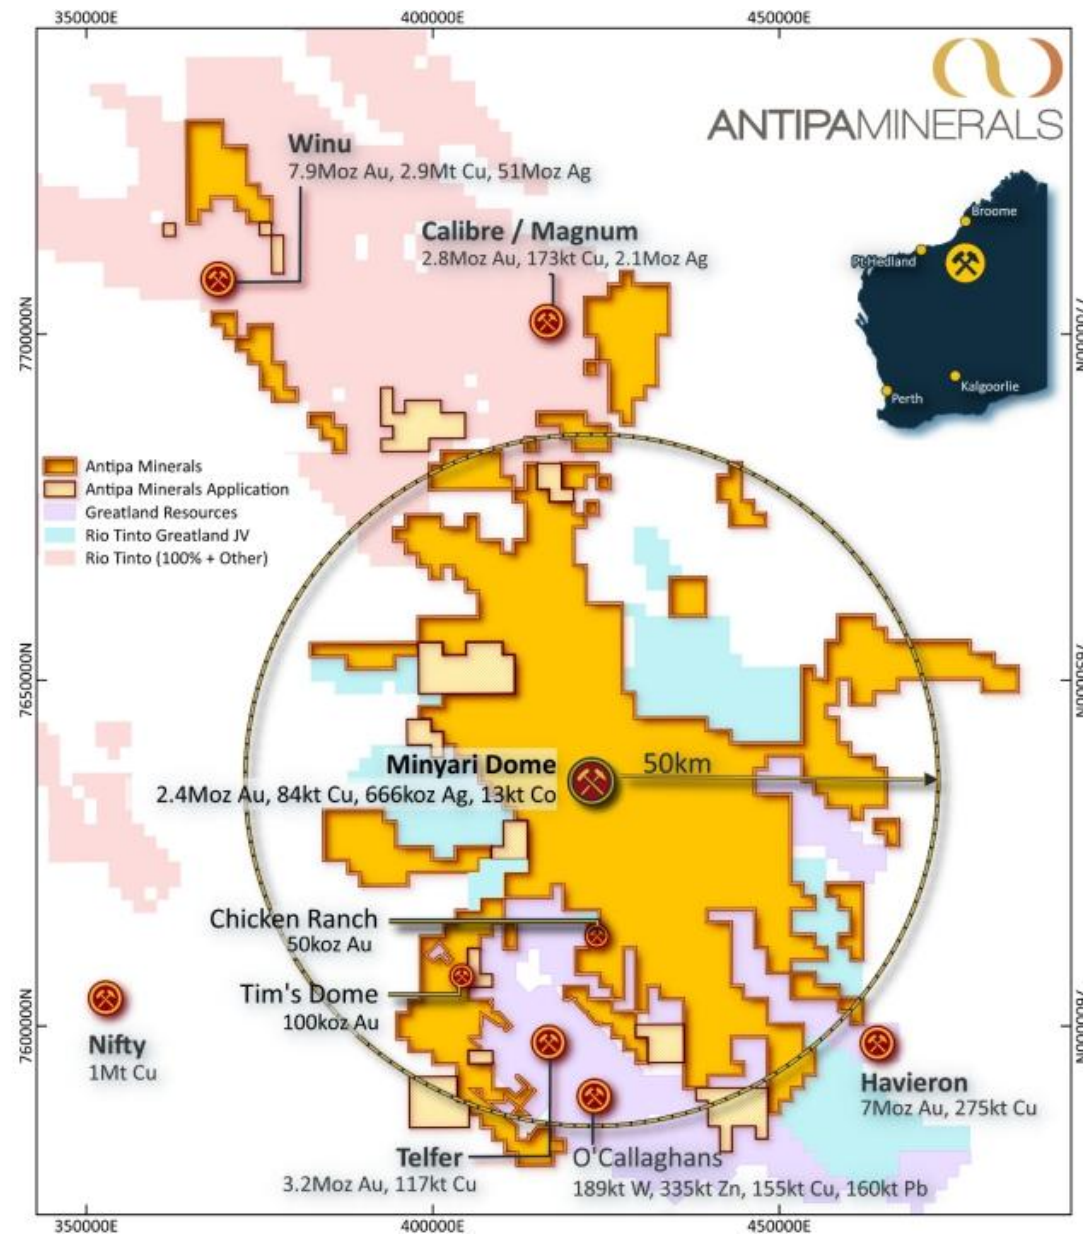 350000E
400000E
450000E
ANTIPAMINERALS
Winu
7.9Moz Au, 2.9Mt Cu, 51Moz Ag
Calibre / Magnum
2.8Moz Au, 173kt Cu, 2.1Moz Ag
Broome
Pt Hedland
Kalgoorlie
Perth
7700000N
7700000N
Antipa Minerals
Antipa Minerals Application
Greatland Resources
Rio Tinto Greatland JV
Rio Tinto (100% + Other)
7650000N
7650000N
Minyari Dome
2.4Moz Au, 84kt Cu, 666koz Ag, 13kt Co
50km
Chicken Ranch
50koz Au
Tim's Dome
100koz Au
7600000N
7600000N
Nifty
1Mt Cu
Havieron
7Moz Au, 275kt Cu
Telfer
3.2Moz Au, 117kt Cu
O'Callaghans
189kt W, 335kt Zn, 155kt Cu, 160kt Pb
350000E
400000E
450000E